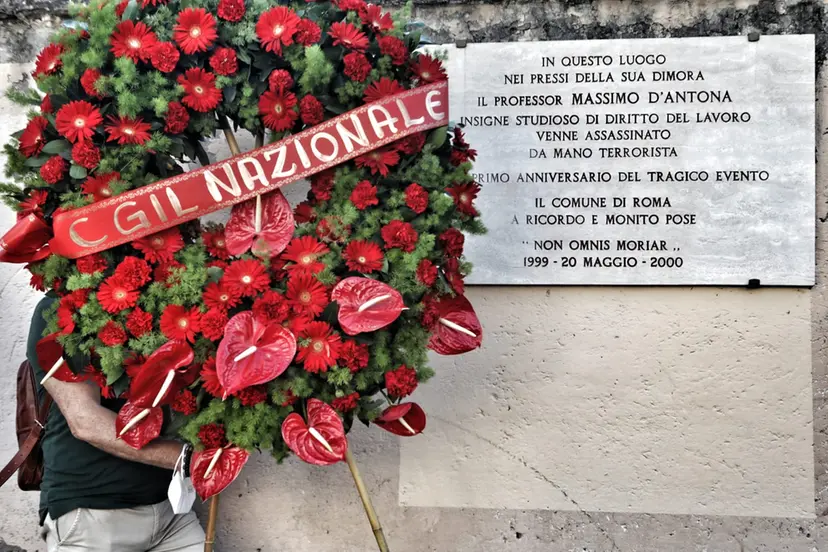 CGIL NAZIONALE
IN QUESTO LUOGO
NEI PRESSI DELLA SUA DIMORA
IL PROFESSOR MASSIMO D'ANTONA
INSIGNE STUDIOSO DI DIRITTO DEL LAVORO
VENNE ASSASSINATO
DA MANO TERRORISTA
PRIMO ANNIVERSARIO DEL TRAGICO EVENTO
IL COMUNE DI ROMA
A RICORDO E MONITO POSE
" NON OMNIS MORIAR „
1999 - 20 MAGGIO - 2000